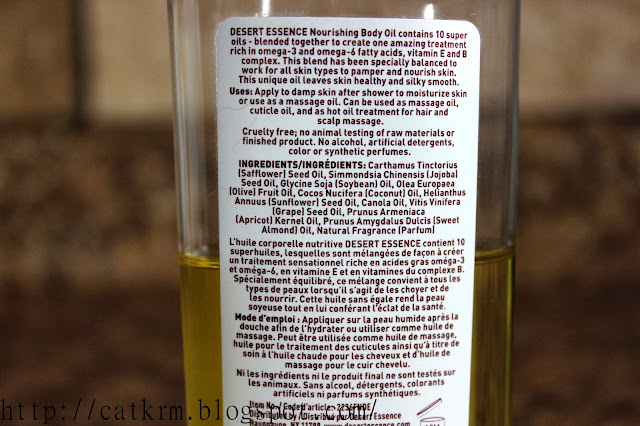 DESERT ESSENCE Nourishing Body Oil contains 10 super
oils - blended together to create one amazing treatment
rich in omega-3 and omega-6 fatty acids, vitamin E and B
complex. This blend has been specially balanced to
work for all skin types to pamper and nourish skin.
This unique oil leaves skin healthy and silky smooth.
Uses: Apply to damp skin after shower to moisturize skin
or use as a massage oil. Can be used as massage oil,
cuticle oil, and as hot oil treatment for hair and
scalp massage.
Cruelty free; no animal testing of raw materials or
finished product. No alcohol, artificial detergents,
color or synthetic perfumes.
INGREDIENTS/INGRÉDIENTS: Carthamus Tinctorius
(Safflower) Seed Oil, Simmondsia Chinensis (Jojoba)
Seed Oil, Glycine Soja (Soybean) Oil, Olea Europaea
(Olive) Fruit Oil, Cocos Nucifera (Coconut) Oil, Helianthus
Annuus (Sunflower) Seed Oil, Canola Oil, Vitis Vinifera
(Grape) Seed Oil, Prunus Armeniaca
(Apricot) Kernel Oil, Prunus Amygdalus Dulcis (Sweet
Almond) Oil, Natural Fragrance (Parfum)
L'huile corporelle nutritive DESERT ESSENCE contient 10
superhuiles, lesquelles sont mélangées de façon à créer
un traitement sensationnel riche en acides gras oméga-3
et oméga-6, en vitamine E et en vitamines du complexe B.
Spécialement équilibré, ce mélange convient à tous les
types de peaux lorsqu'il s'agit de les choyer et de
les nourrir. Cette huile sans égale rend la peau
soyeuse tout en lui conférant l'éclat de la santé.
Mode d'emploi : Appliquer sur la peau humide après la
douche afin de l'hydrater ou utiliser comme huile de
massage. Peut être utilisée comme huile de massage,
huile pour le traitement des cuticules ainsi qu'à titre de
soin à l'huile chaude pour les cheveux et d'huile de
massage pour le cuir chevelu.
Ni les ingrédients ni le produit final ne sont testés sur
les animaux. Sans alcool, détergents, colorants
artificiels ni parfums synthétiques.
Item No./Code d'article:
Distributed by / Distribué par Desert Essence
NY 11788 www.desertessence.com
http://catkrm.blogspot.com/